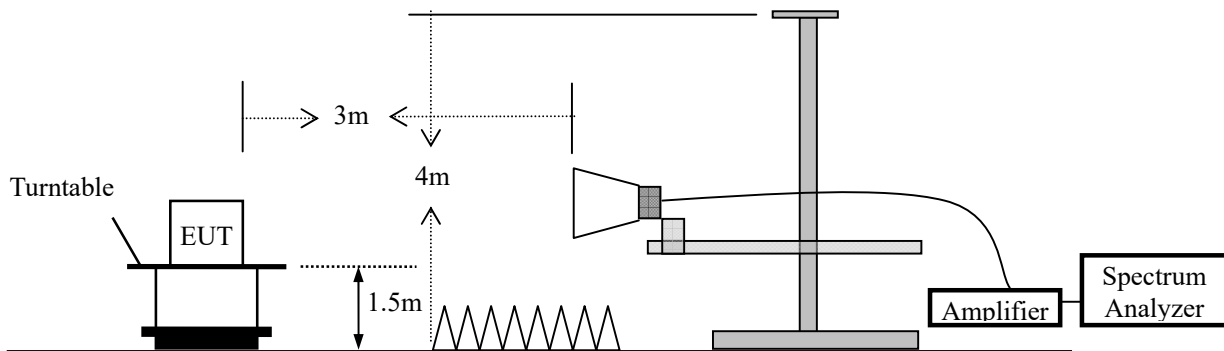 3m
4m
Turntable
EUT
1.5m
Amplifier
Spectrum
Analyzer